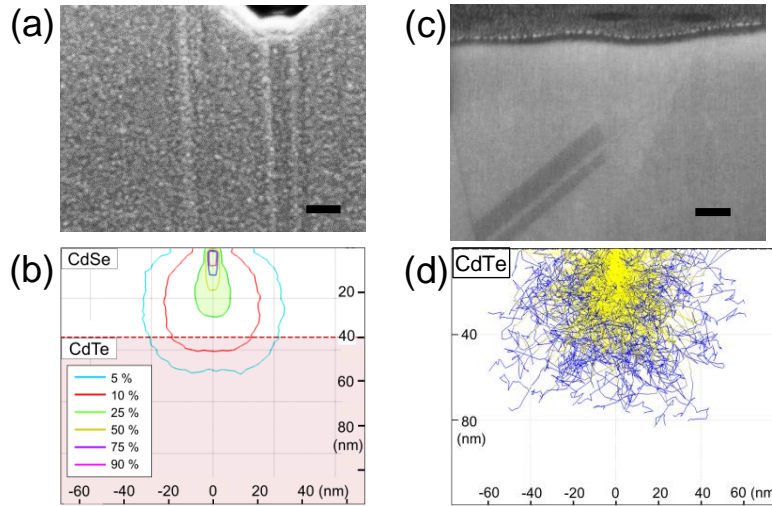 (a)
(c)
(b)
CdSe
20
40
CdTe
5 %
10 %
25 %
50 %
75 %
90 %
60
80
(nm)
-60 -40 -20 0 20 40 (nm)
(d)
CdTe
-40
80
(nm)
-60 -40 -20 0 20 40 60 (nm)